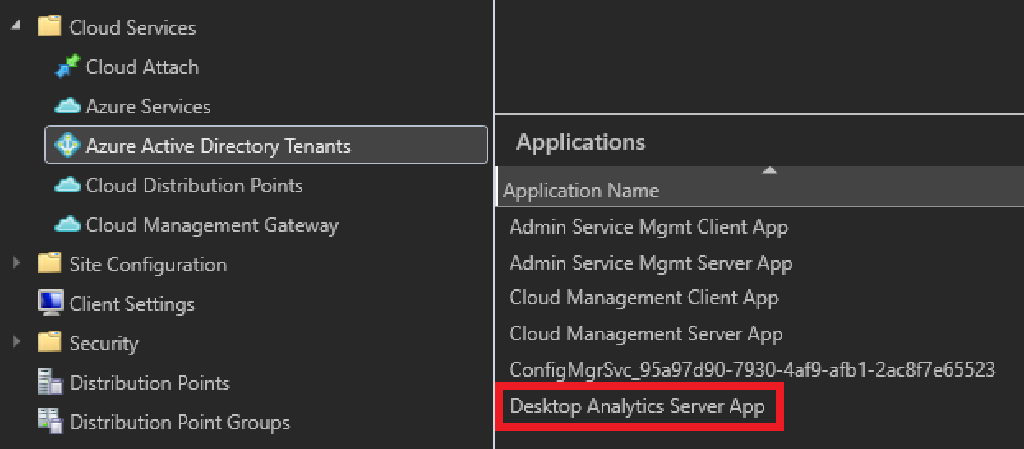 Cloud Services
Cloud Attach
Azure Services
Azure Active Directory Tenants
Cloud Distribution Points
Cloud Management Gateway
Site Configuration
Client Settings
Security
Distribution Points
Distribution Point Groups
Applications
Application Name
Admin Service Mgmt Client App
Admin Service Mgmt Server App
Cloud Management Client App
Cloud Management Server App
ConfigMgrSvc_95a97d90-7930-4af9-afb1-2ac8f7e65523
Desktop Analytics Server App